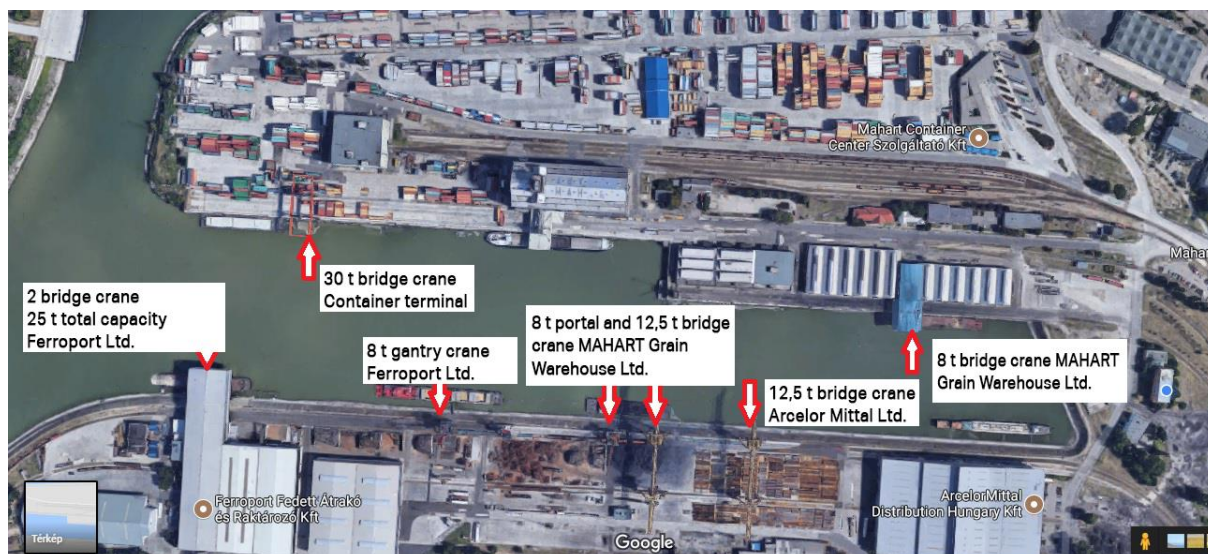 Mahart Container
Center Szolgáltató Kft
Mahar
30 t bridge crane
Container terminal
2 bridge crane
25 t total capacity
Ferroport Ltd.
8 t gantry crane
Ferroport Ltd.
8 t portal and 12,5 t bridge
crane MAHART Grain
Warehouse Ltd.
12,5 t bridge crane
Arcelor Mittal Ltd.
8 t bridge crane MAHART
Grain Warehouse Ltd.
Ferroport Fedett Átrakó
és Raktározó Kft
ArcelorMittal
Distribution Hungary Kft
Térkép
Google